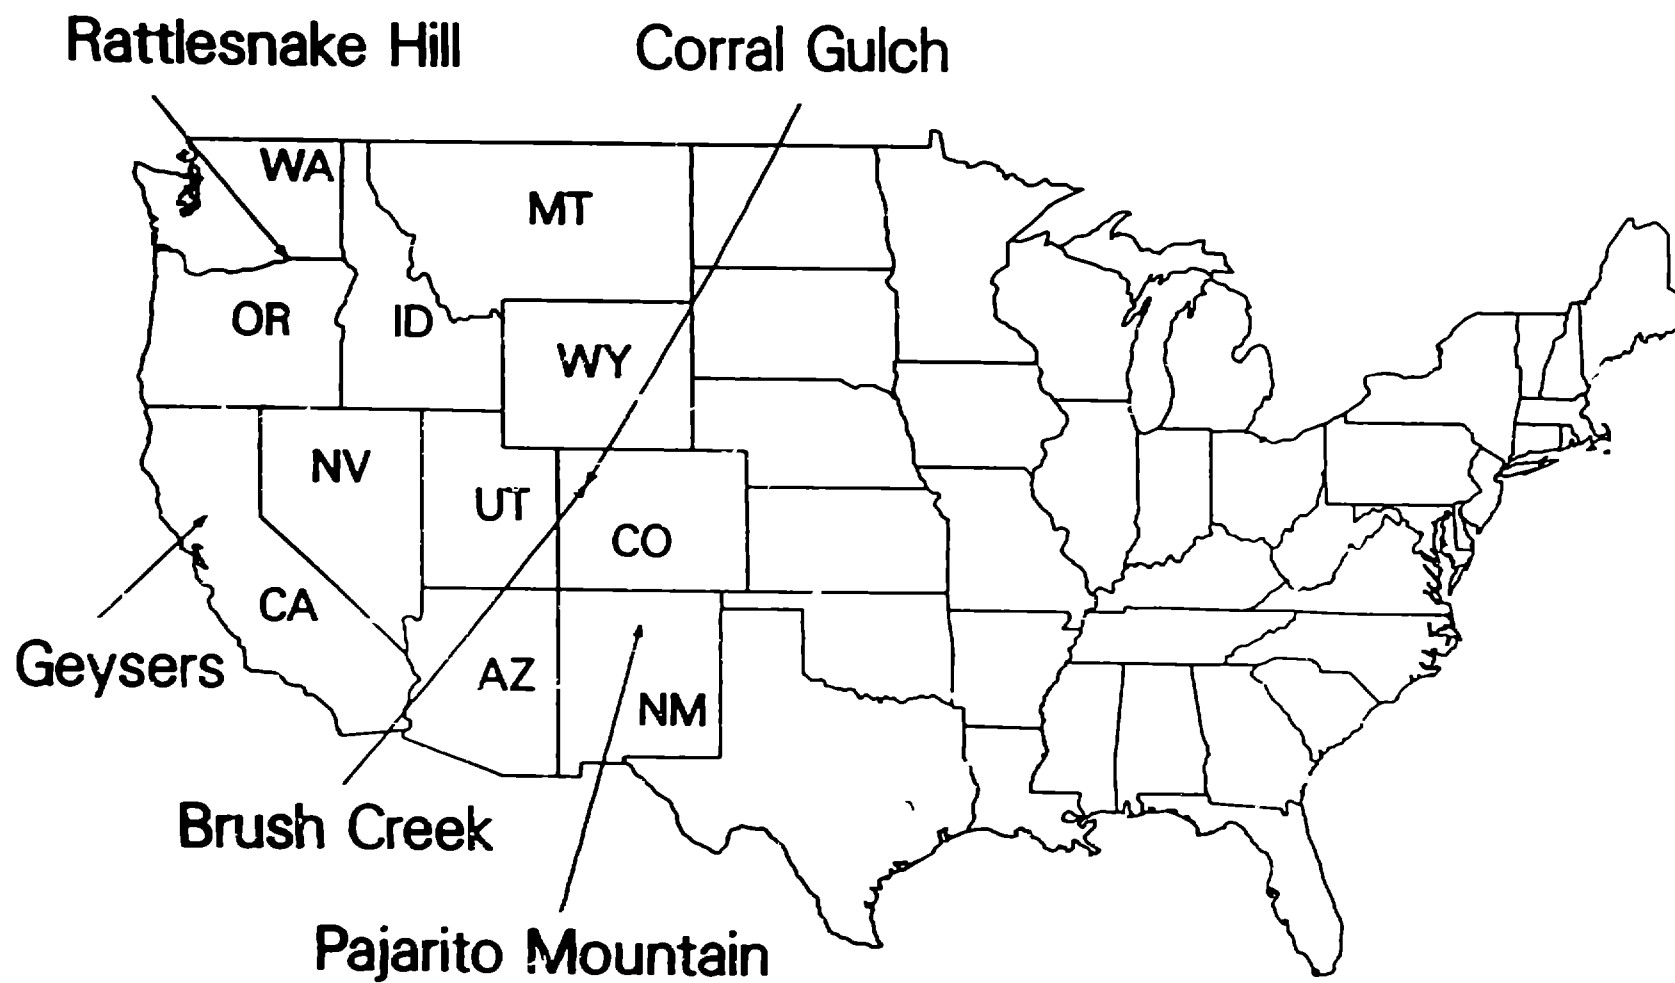 Rattlesnake Hill
Corral Gulch
WA
MT
OR
ID
WY
NV
UT
CO
CA
Geysers
AZ
NM
Brush Creek
Pajarito Mountain